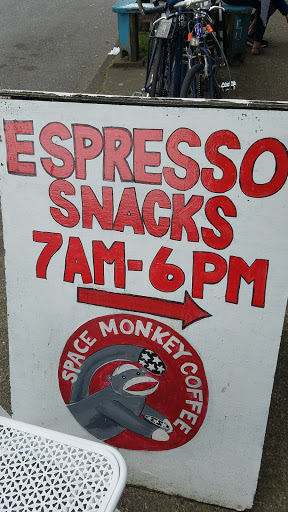 ESPRESSO
SNACKS
7AM-6PM
SPACE MONKEY COFFEE